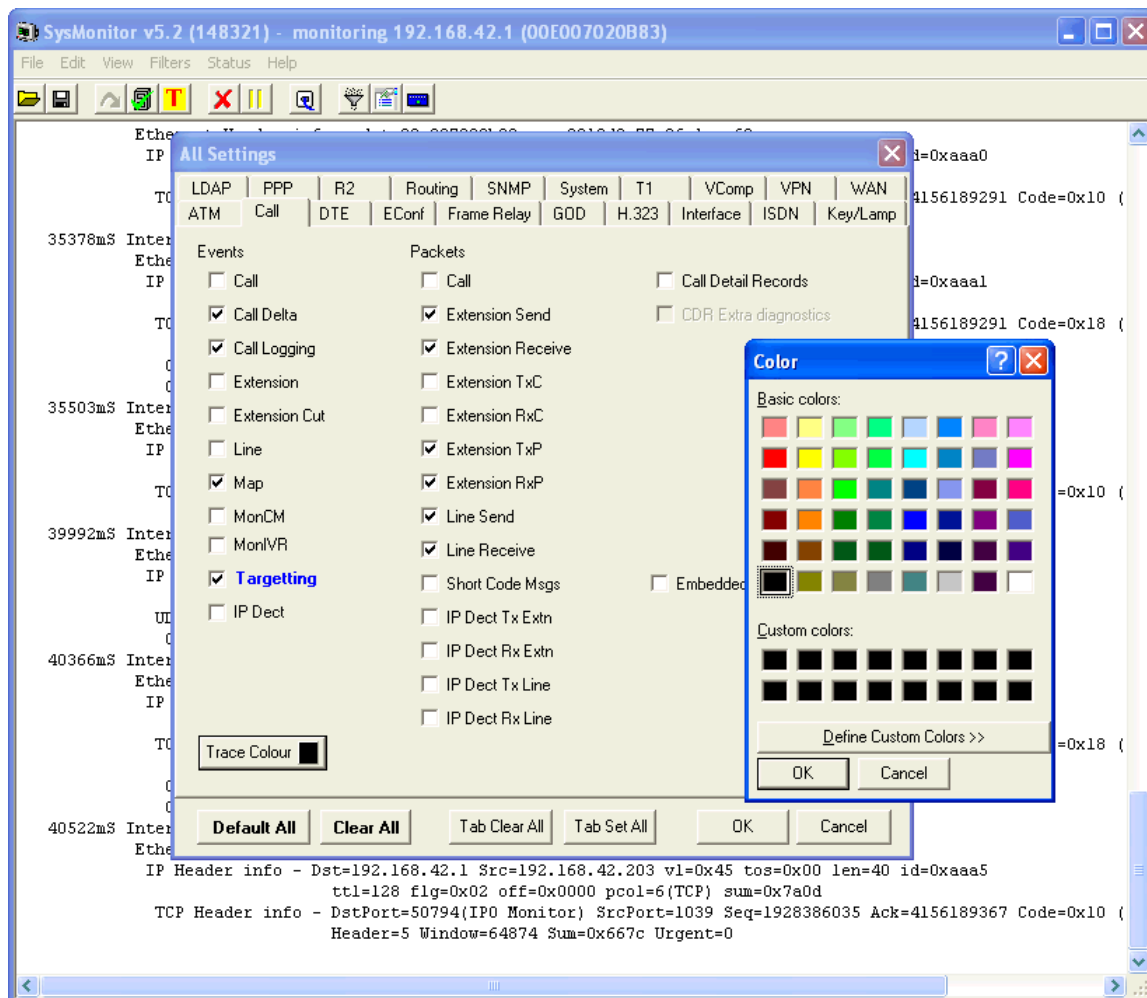 SysMonitor v5.2 (148321) - monitoring 192.168.42.1 (00E007020B83)
File Edit View Filters Status Help
T
IP
All Settings
d=0xaaa0
LDAP PPP R2 Routing SNMP System T1 VComp VPN WAN
4156189291 Code=0x10 (
ATM Call DTE EConf Frame Relay GOD H.323 Interface ISDN Key/Lamp
35378mS Inter
Ethe
IP
d=0xaaa1
4156189291 Code=0x18 (
Events Packets
Call Call Call Detail Records
Call Delta Extension Send CDR Extra diagnostics
Call Logging Extension Receive
Extension Extension TxC
Extension Cut Extension RxC
Line Extension TxP
Map Extension RxP
MonCM Line Send
MonIVR Line Receive
Targetting Short Code Msgs Embedded
IP Dect IP Dect Tx Extn
IP Dect Rx Extn
IP Dect Tx Line
IP Dect Rx Line
Trace Colour
35503mS Inter
Ethe
IP
=0x10 (
39992mS Inter
Ethe
IP
40366mS Inter
Ethe
IP
=0x18 (
Color
Basic colors:
Custom colors:
Define Custom Colors >>
OK Cancel
Default All Clear All Tab Clear All Tab Set All OK Cancel
40522mS Inter
Ethe
IP Header info - Dst=192.168.42.1 Src=192.168.42.203 vl=0x45 tos=0x00 len=40 id=0xaaa5
ttl=128 flg=0x02 off=0x0000 pcol=6(TCP) sum=0x7a0d
TCP Header info - DstPort=50794(IPO Monitor) SrcPort=1039 Seq=1928386035 Ack=4156189367 Code=0x10 (
Header=5 Window=64874 Sum=0x667c Urgent=0